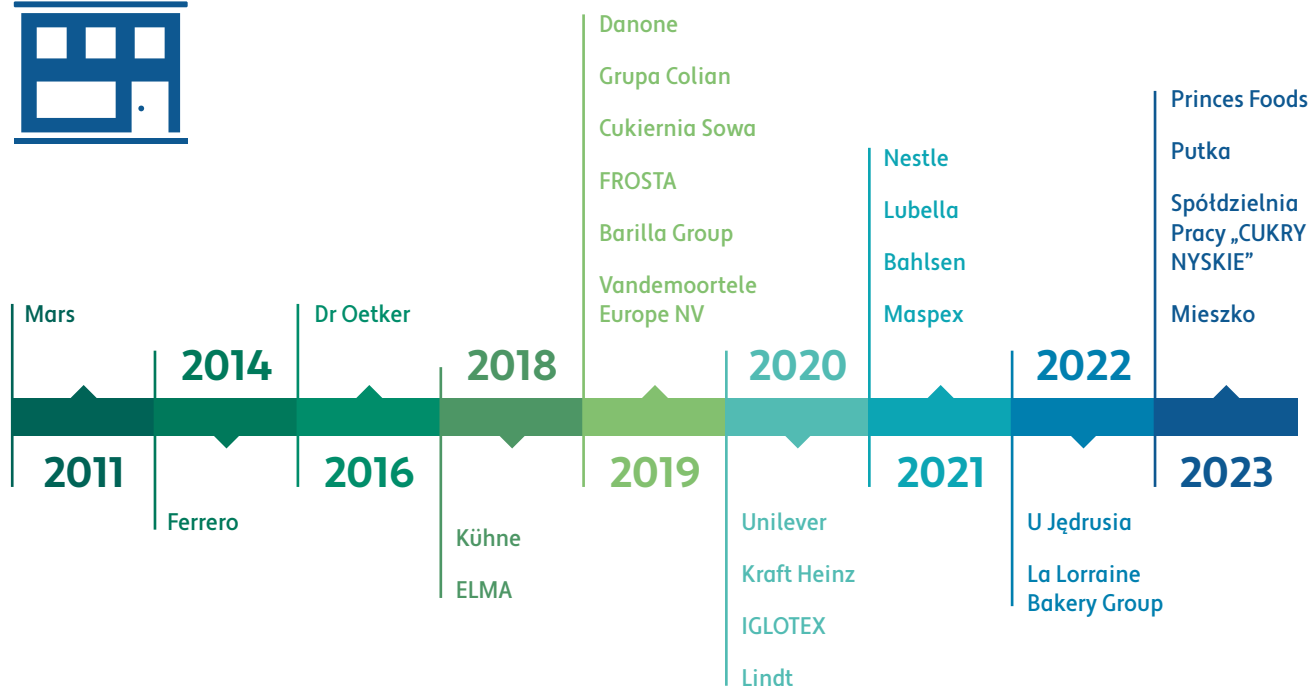 Mars
2011
2014
Ferrero
Dr Oetker
2016
2018
Kühne
ELMA
Danone
Grupa Colian
Cukiernia Sowa
FROSTA
Barilla Group
Vandemoortele
Europe NV
2019
2020
Unilever
Kraft Heinz
IGLOTEX
Lindt
Nestle
Lubella
Bahlsen
Maspex
2021
2022
U Jędrusia
La Lorraine
Bakery Group
Princes Foods
Putka
Spółdzielnia
Pracy „CUKRY
NYSKIE”
Mieszko
2023